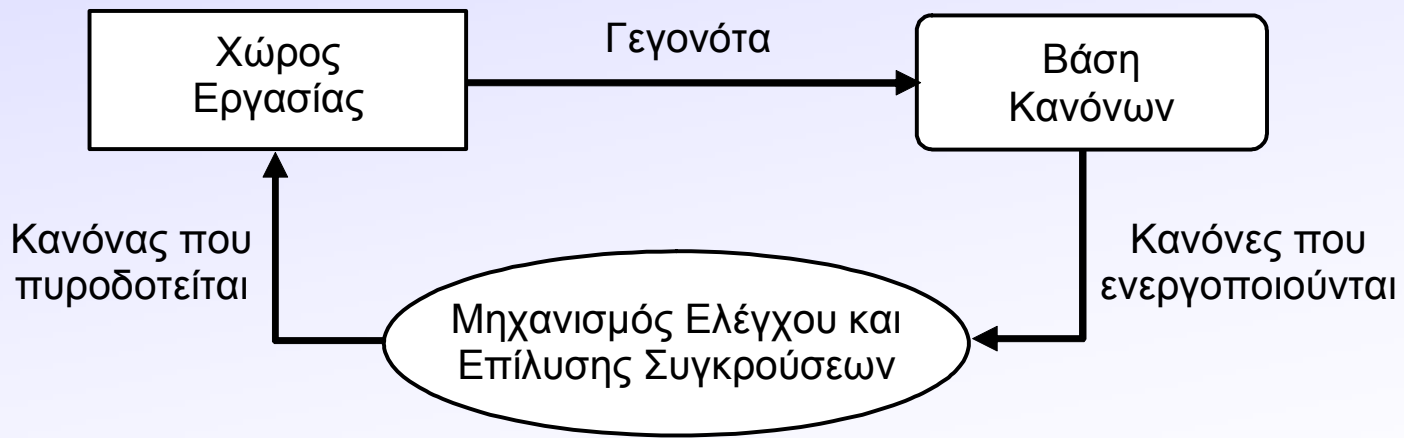 Χώρος
Εργασίας
Γεγονότα
Βάση
Κανόνων
Κανόνας που
πυροδοτείται
Κανόνες που
ενεργοποιούνται
Μηχανισμός Ελέγχου και
Επίλυσης Συγκρούσεων